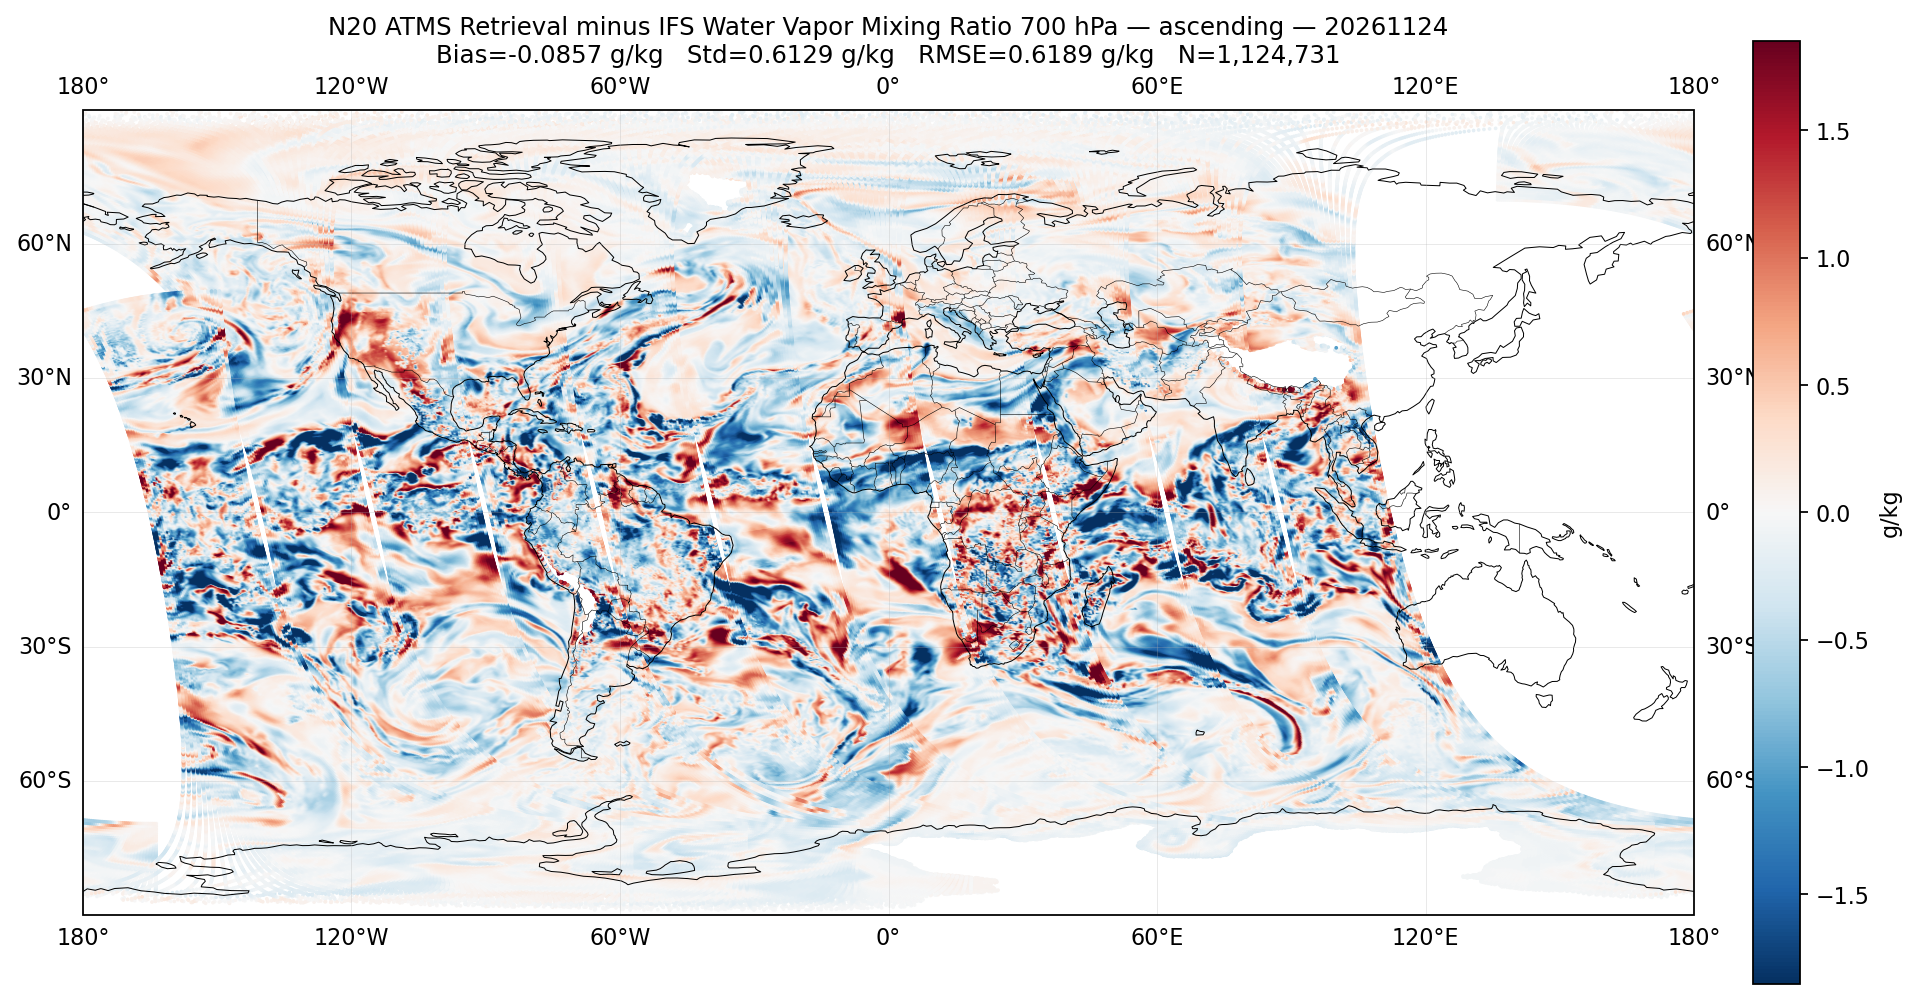 N20 ATMS Retrieval minus IFS Water Vapor Mixing Ratio 700 hPa — ascending — 20261124
Bias=-0.0857 g/kg   Std=0.6129 g/kg   RMSE=0.6189 g/kg   N=1,124,731
180° 120°W 60°W 0° 60°E 120°E 180°
60°N 60°N
30°N 30°N
0° 0°
30°S 30°S
60°S 60°S
180° 120°W 60°W 0° 60°E 120°E 180°
1.5
1.0
0.5
0.0
−0.5
−1.0
−1.5
g/kg